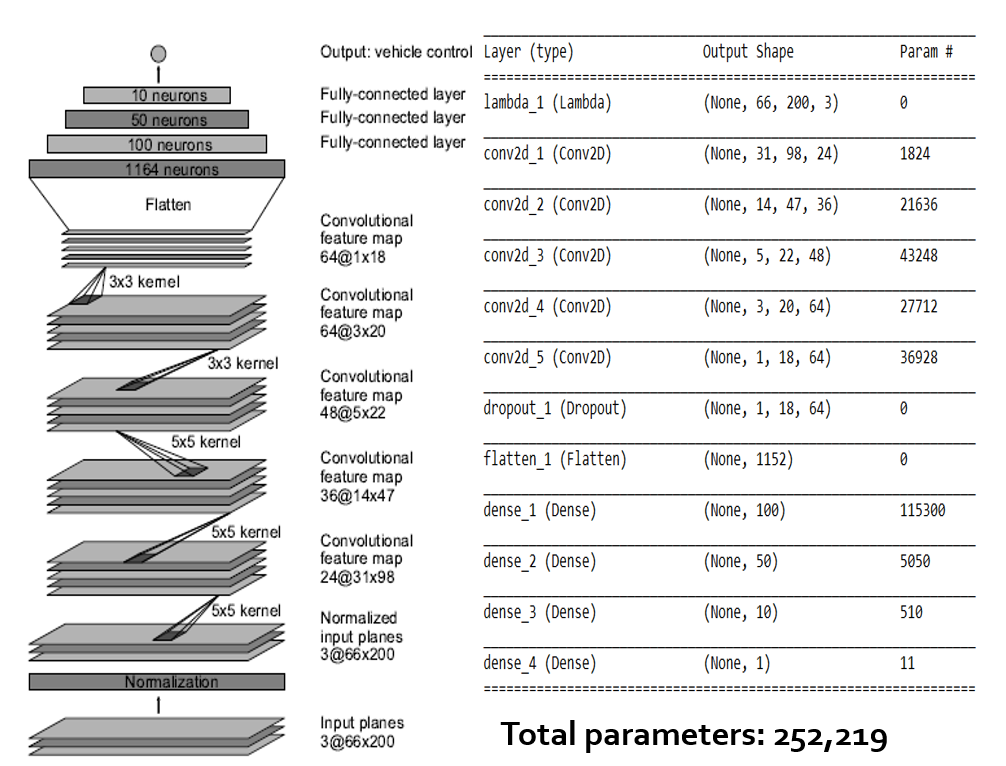 Output: vehicle control
10 neurons
Fully-connected layer
50 neurons
Fully-connected layer
100 neurons
Fully-connected layer
1164 neurons
Flatten
Convolutional
feature map
64@1x18
3x3 kernel
Convolutional
feature map
64@3x20
3x3 kernel
Convolutional
feature map
48@5x22
5x5 kernel
Convolutional
feature map
36@14x47
5x5 kernel
Convolutional
feature map
24@31x98
5x5 kernel
Normalized
input planes
3@66x200
Normalization
Input planes
3@66x200
Layer (type) Output Shape Param #
lambda_1 (Lambda) (None, 66, 200, 3) 0
conv2d_1 (Conv2D) (None, 31, 98, 24) 1824
conv2d_2 (Conv2D) (None, 14, 47, 36) 21636
conv2d_3 (Conv2D) (None, 5, 22, 48) 43248
conv2d_4 (Conv2D) (None, 3, 20, 64) 27712
conv2d_5 (Conv2D) (None, 1, 18, 64) 36928
dropout_1 (Dropout) (None, 1, 18, 64) 0
flatten_1 (Flatten) (None, 1152) 0
dense_1 (Dense) (None, 100) 115300
dense_2 (Dense) (None, 50) 5050
dense_3 (Dense) (None, 10) 510
dense_4 (Dense) (None, 1) 11
Total parameters: 252,219